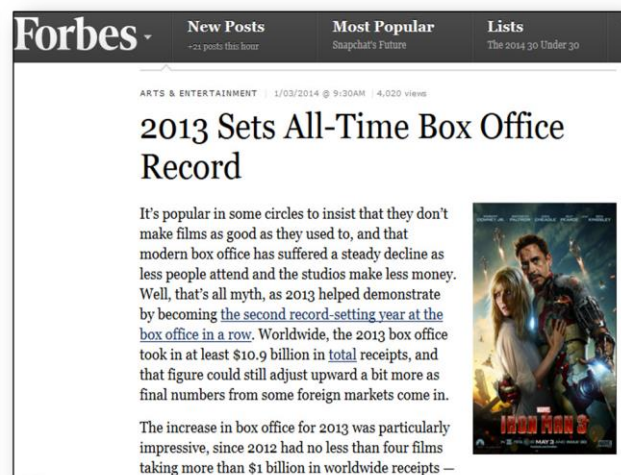 Forbes
New Posts
+21 posts this hour
Most Popular
Snapchat's Future
Lists
The 2014 30 Under 30
ARTS & ENTERTAINMENT | 1/03/2014 @ 9:30AM | 4,020 views
2013 Sets All-Time Box Office
Record
It's popular in some circles to insist that they don't
make films as good as they used to, and that
modern box office has suffered a steady decline as
less people attend and the studios make less money.
Well, that's all myth, as 2013 helped demonstrate
by becoming the second record-setting year at the
box office in a row. Worldwide, the 2013 box office
took in at least $10.9 billion in total receipts, and
that figure could still adjust upward a bit more as
final numbers from some foreign markets come in.
The increase in box office for 2013 was particularly
impressive, since 2012 had no less than four films
taking more than $1 billion in worldwide receipts —
MARVEL
IRON MAN 3
MAY 3